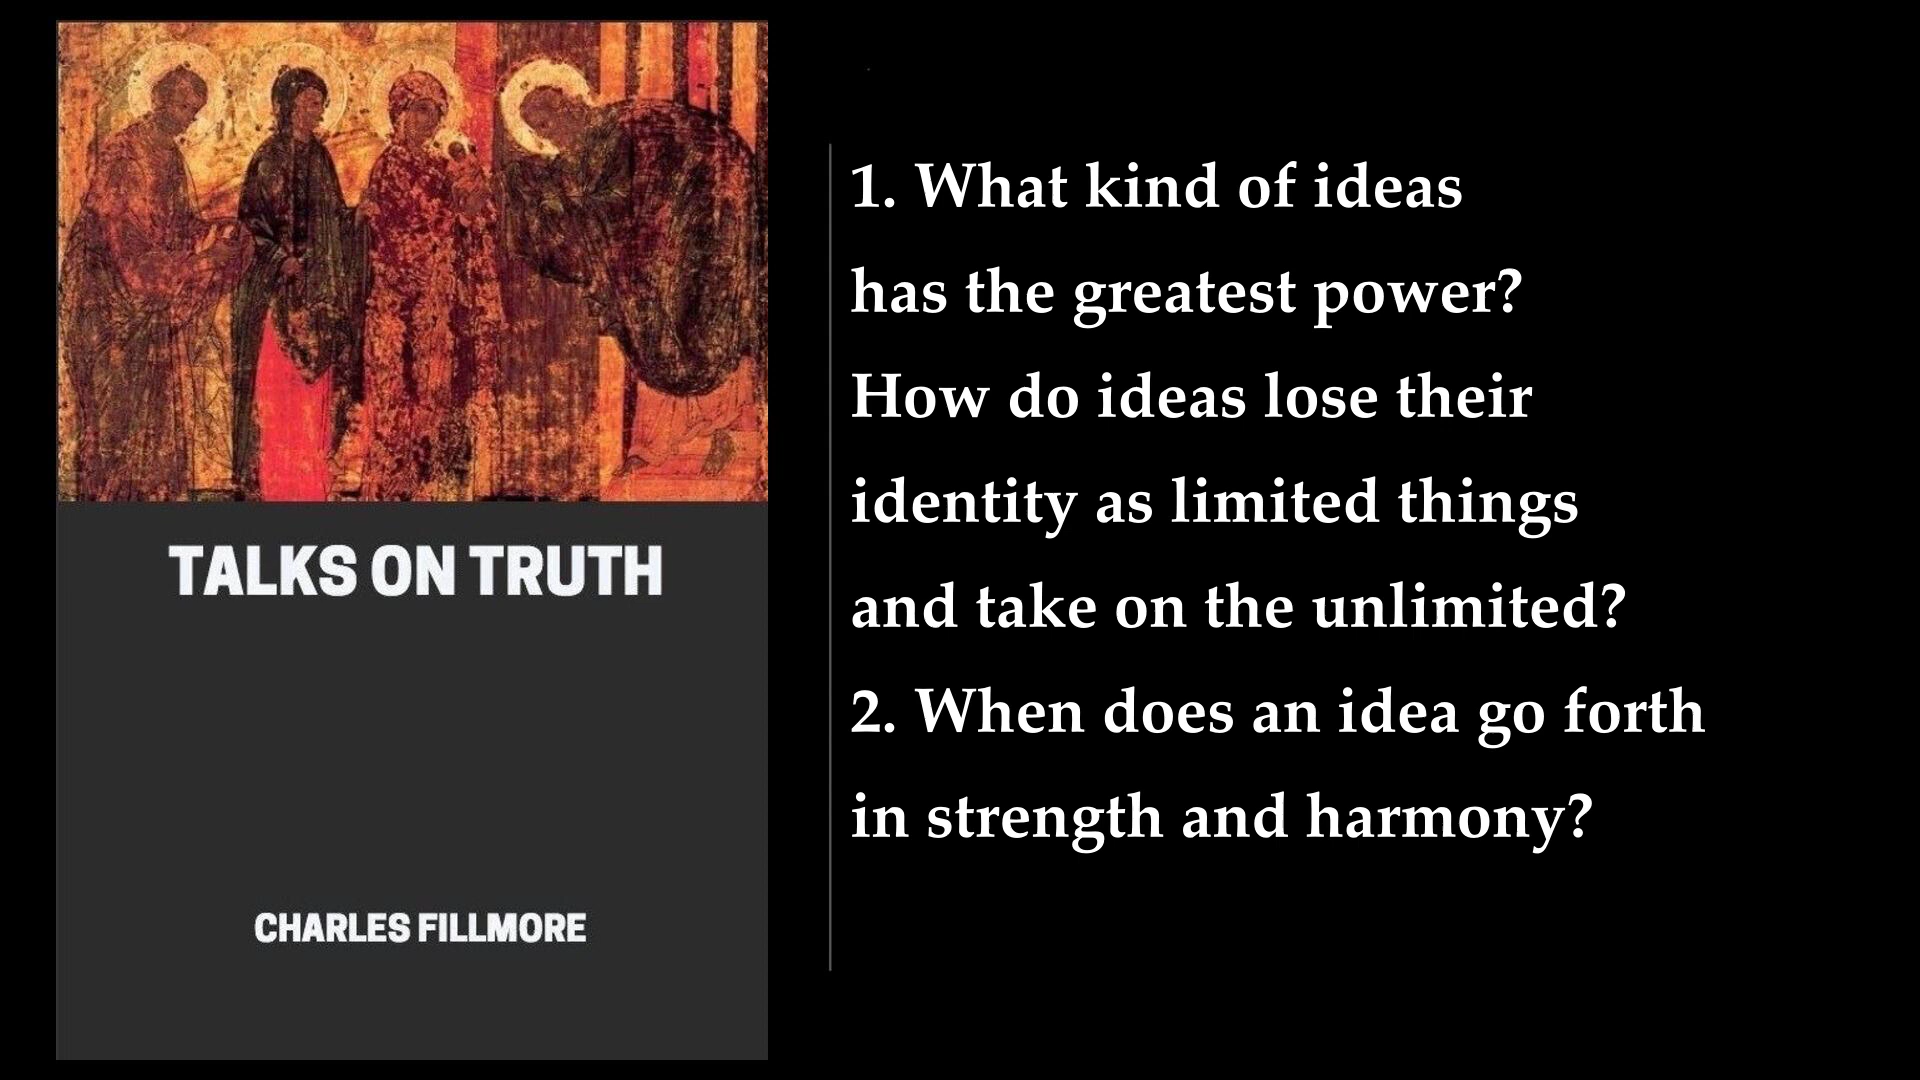 TALKS ON TRUTH
CHARLES FILLMORE
1. What kind of ideas
has the greatest power?
How do ideas lose their
identity as limited things
and take on the unlimited?
2. When does an idea go forth
in strength and harmony?